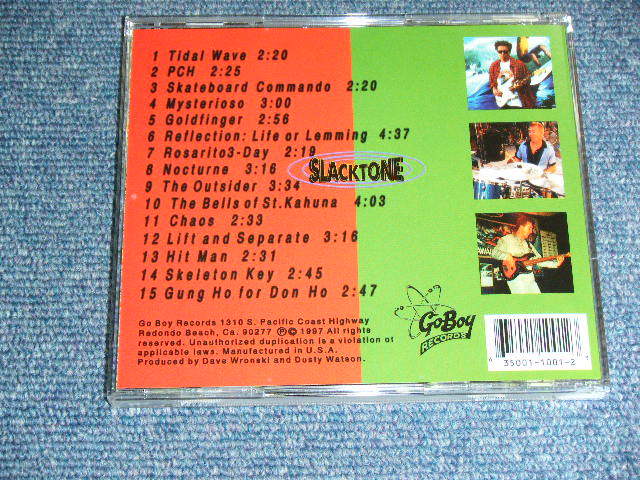 1 Tidal Wave 2:20
2 PCH 2:25
3 Skateboard Commando 2:20
4 Mysterioso 3:00
5 Goldfinger 2:56
6 Reflection: Life or Lemming 4:37
7 Rosarito3-Day 2:19
8 Nocturne 3:16
9 The Outsider 3:34
10 The Bells of St.Kahuna 4:03
11 Chaos 2:33
12 Lift and Separate 3:16
13 Hit Man 2:31
14 Skeleton Key 2:45
15 Gung Ho for Don Ho 2:47
SLACKTONE
Go Boy Records 1310 S. Pacific Coast Highway
Redondo Beach, Ca. 90277 ℗© 1997 All rights
reserved. Unauthorized duplication is a violation of
applicable laws. Manufactured in U.S.A.
Produced by Dave Wronski and Dusty Watson.
Go Boy
RECORDS
6 35001-1001-2